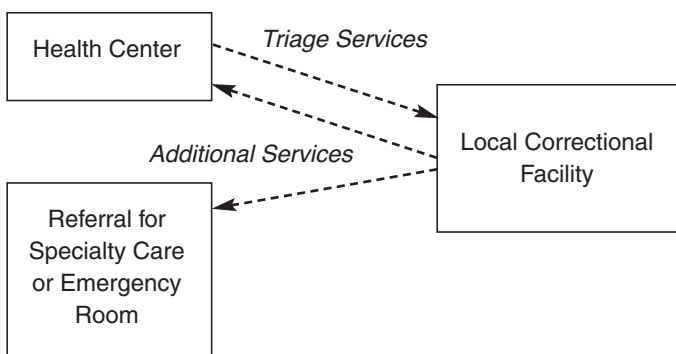 Health Center
Triage Services
Local Correctional
Facility
Additional Services
Referral for
Specialty Care
or Emergency
Room